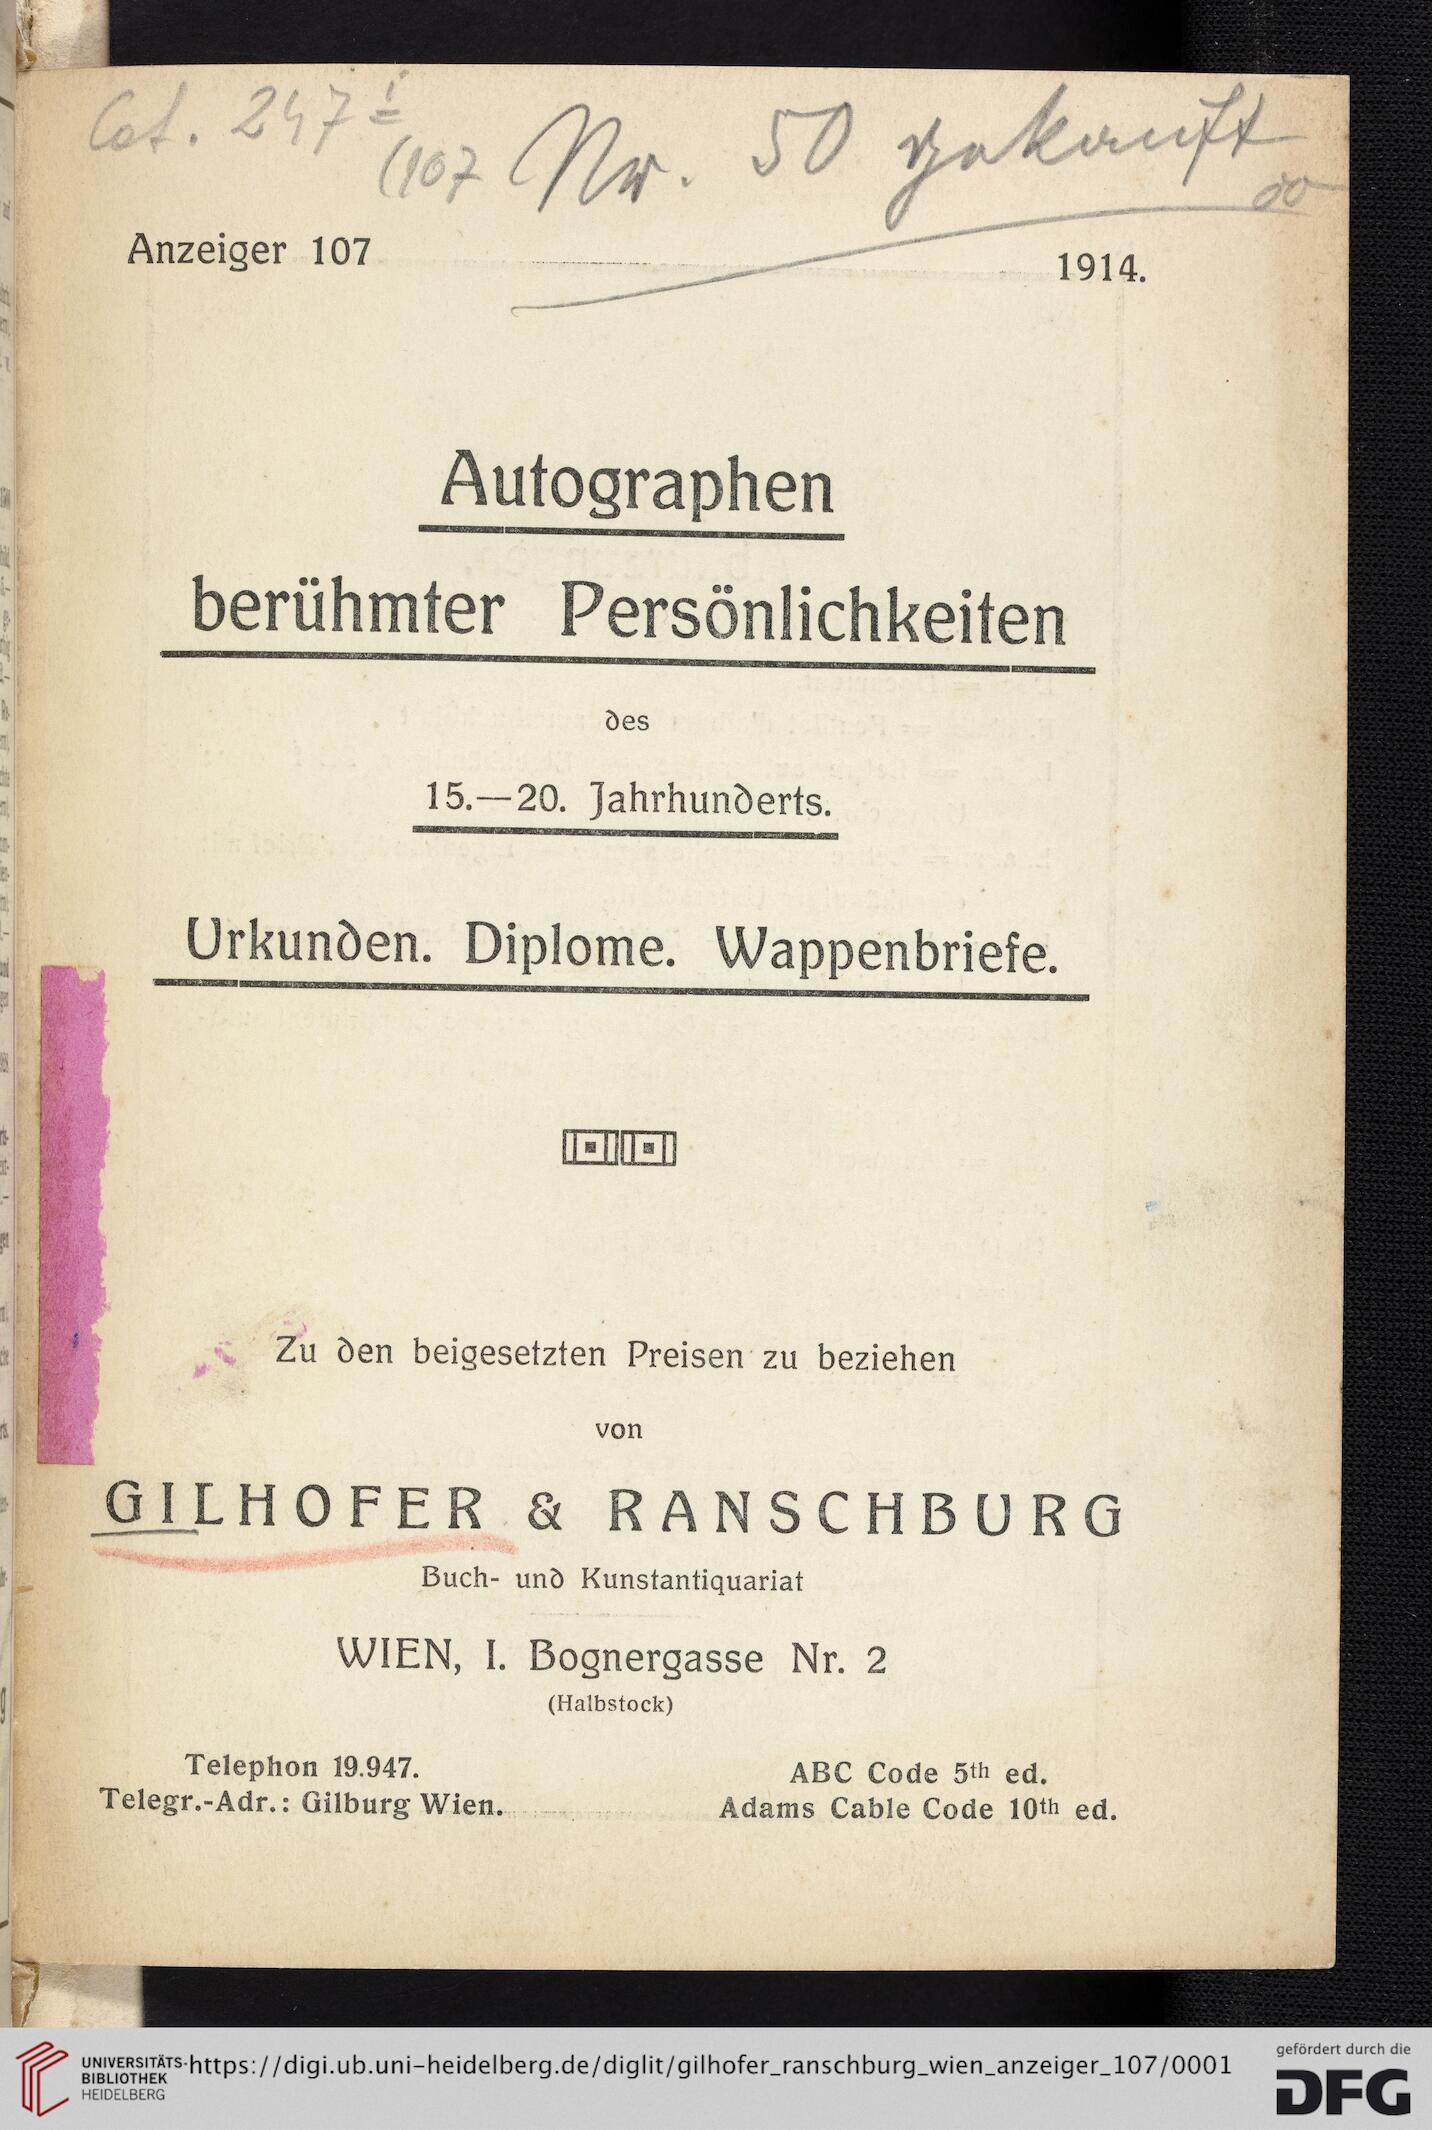 Cat. 247
(107 Nr. 50 gekauft
Anzeiger 107
1914.
Autographen
berühmter Persönlichkeiten
des
15.—20. Jahrhunderts.
Urkunden. Diplome. Wappenbriefe.
Zu den beigesetzten Preisen zu beziehen
von
GILHOFER & RANSCHBURG
Buch- und Kunstantiquariat
WIEN, I. Bognergasse Nr. 2
(Halbstock)
Telephon 19.947.
Telegr.-Adr.: Gilburg Wien.
ABC Code 5th ed.
Adams Cable Code 10th ed.
UNIVERSITÄTS-
BIBLIOTHEK
HEIDELBERG
https://digi.ub.uni-heidelberg.de/diglit/gilhofer_ranschburg_wien_anzeiger_107/0001
gefördert durch die
DFG